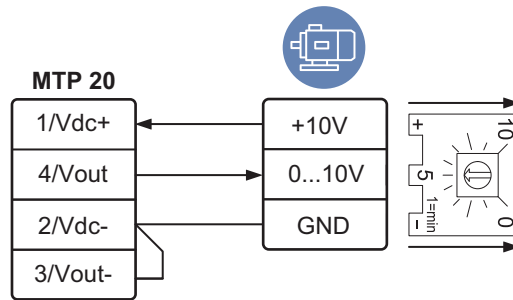 MTP 20
1/Vdc+
4/Vout
2/Vdc-
3/Vout-
+10V
0...10V
GND
+
5
-
1=min
10
0